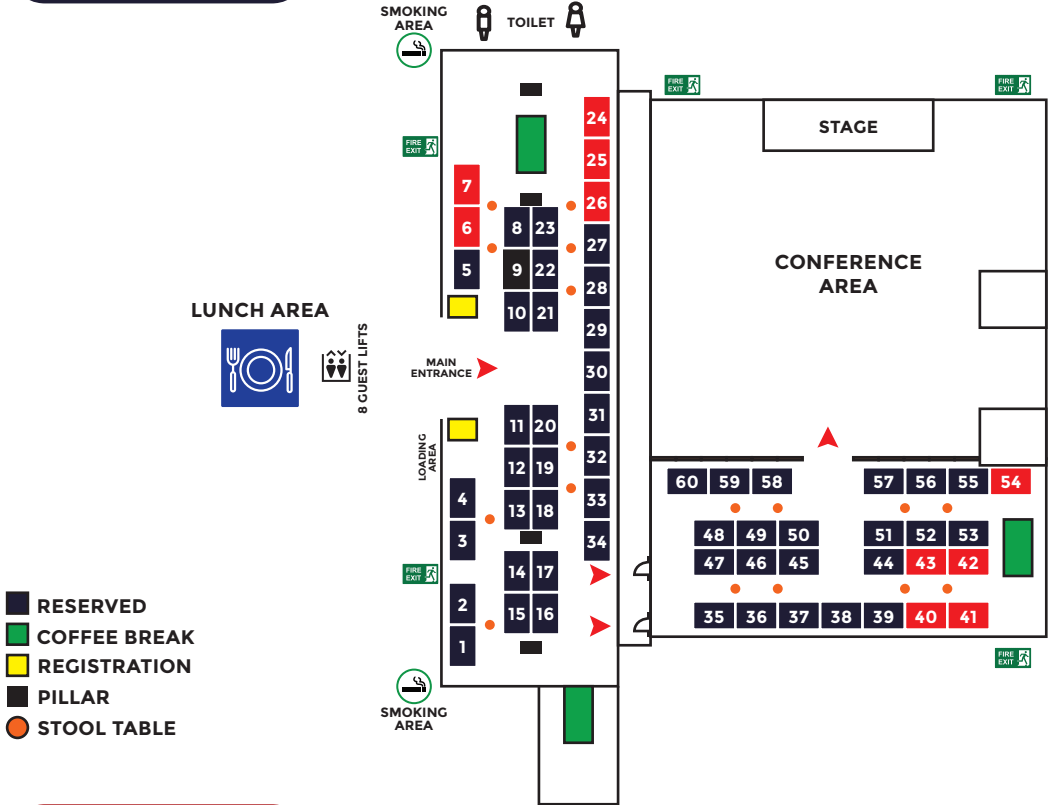 SMOKING
AREA
TOILET
FIRE
EXIT
FIRE
EXIT
FIRE
EXIT
STAGE
CONFERENCE
AREA
24
25
26
27
28
29
30
31
32
33
34
7
6
5
8 23
9 22
10 21
LUNCH AREA
8 GUEST LIFTS
MAIN
ENTRANCE
LOADING
AREA
11 20
12 19
13 18
14 17
15 16
4
3
2
1
FIRE
EXIT
60 59 58
57 56 55 54
48 49 50
51 52 53
47 46 45
44 43 42
35 36 37 38 39 40 41
FIRE
EXIT
SMOKING
AREA
RESERVED
COFFEE BREAK
REGISTRATION
PILLAR
STOOL TABLE